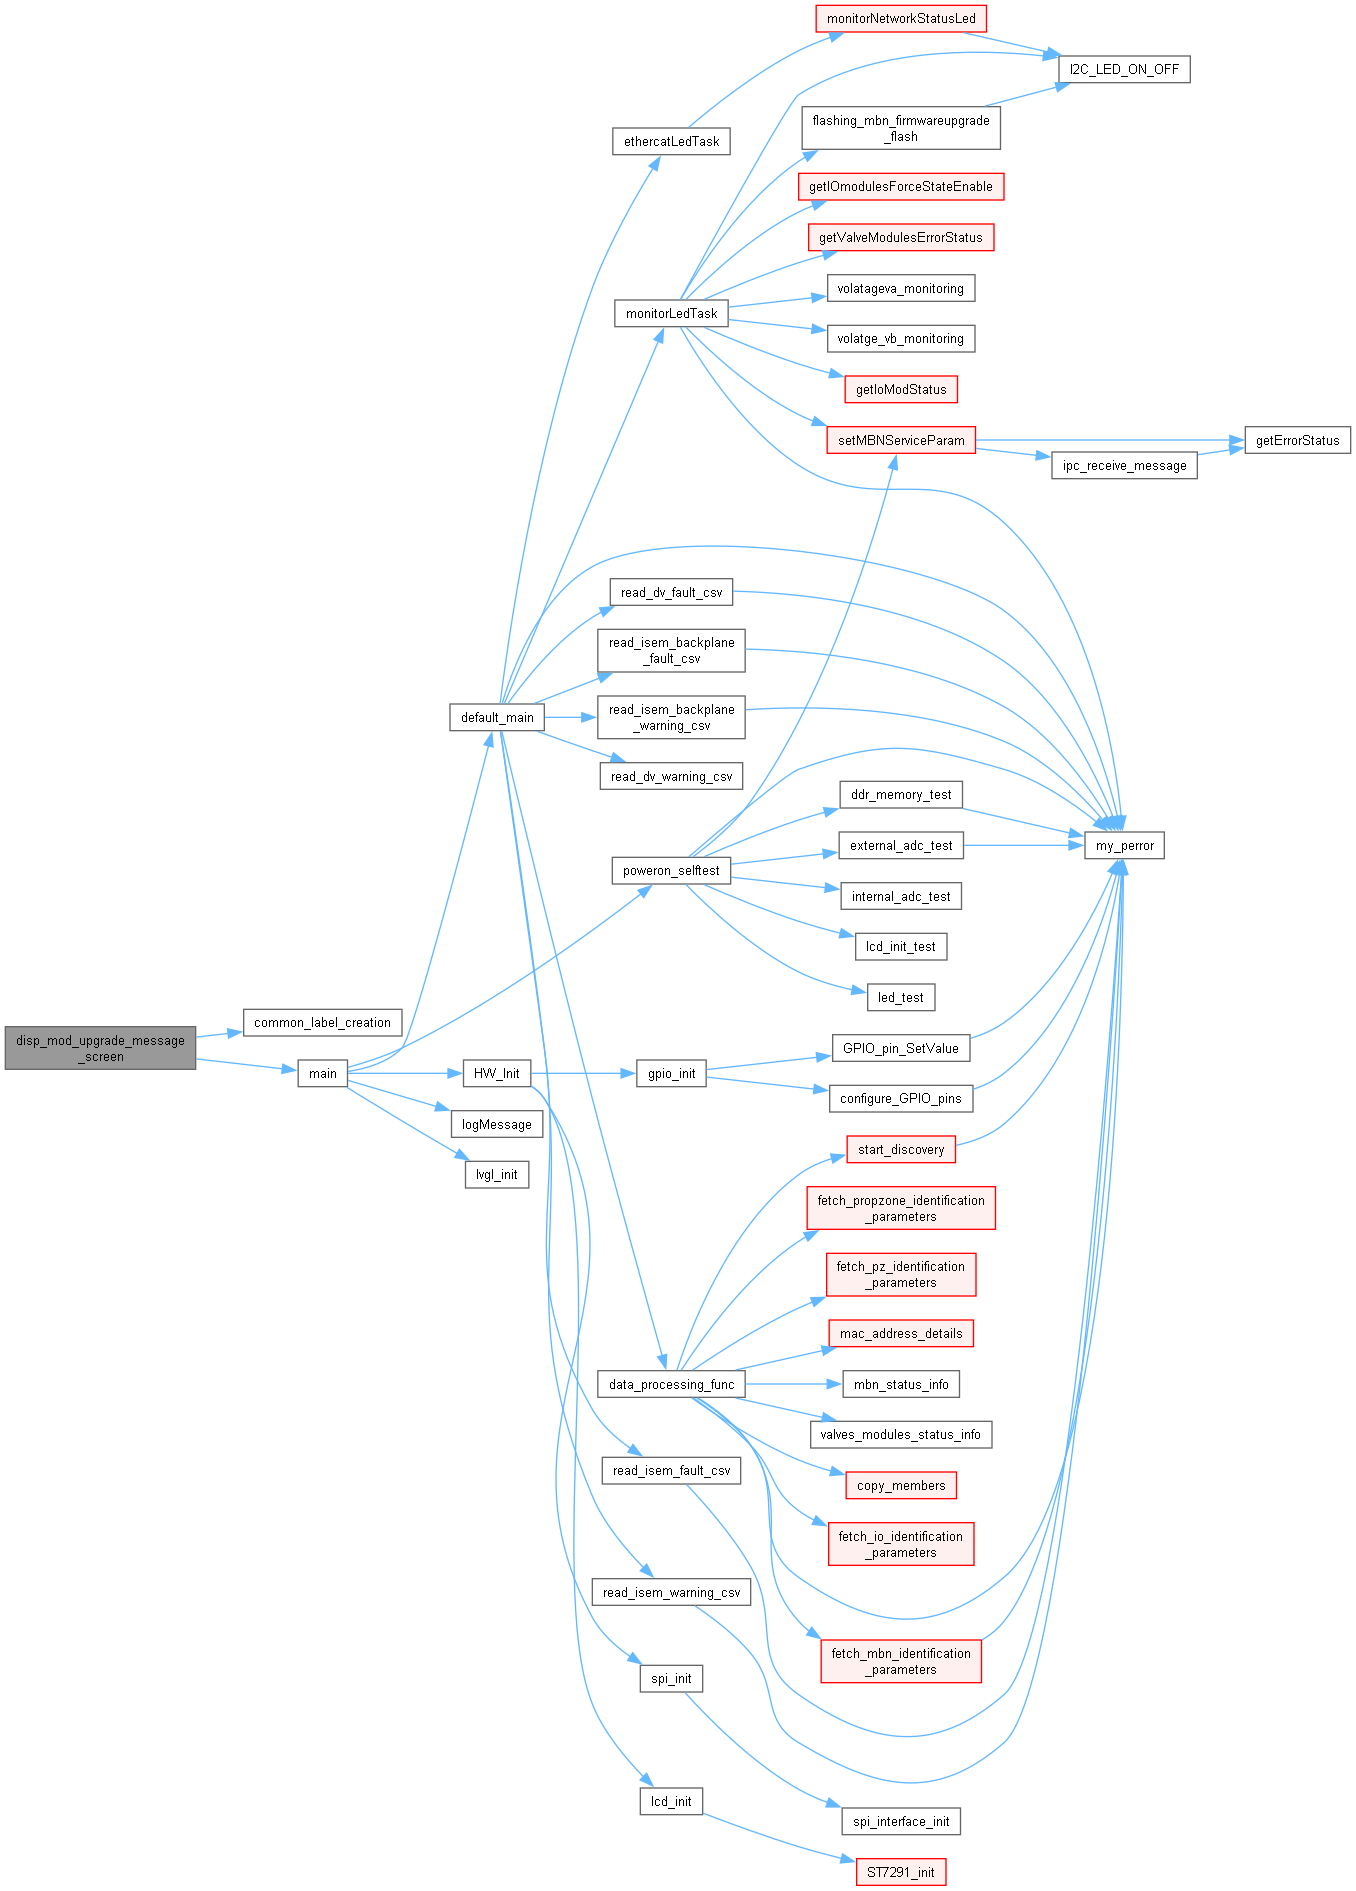 monitorNetworkStatusLed
I2C_LED_ON_OFF
flashing_mbn_firmwareupgrade
_flash
ethercatLedTask
getIOmodulesForceStateEnable
getValveModulesErrorStatus
volatageva_monitoring
monitorLedTask
volatge_vb_monitoring
getIoModStatus
setMBNServiceParam
getErrorStatus
ipc_receive_message
read_dv_fault_csv
read_isem_backplane
_fault_csv
default_main
read_isem_backplane
_warning_csv
read_dv_warning_csv
ddr_memory_test
external_adc_test
my_perror
poweron_selftest
internal_adc_test
lcd_init_test
led_test
common_label_creation
disp_mod_upgrade_message
_screen
main
HW_Init
gpio_init
GPIO_pin_SetValue
configure_GPIO_pins
logMessage
start_discovery
lvgl_init
fetch_propzone_identification
_parameters
fetch_pz_identification
_parameters
mac_address_details
data_processing_func
mbn_status_info
valves_modules_status_info
read_isem_fault_csv
copy_members
fetch_io_identification
_parameters
read_isem_warning_csv
fetch_mbn_identification
_parameters
spi_init
lcd_init
spi_interface_init
ST7291_init